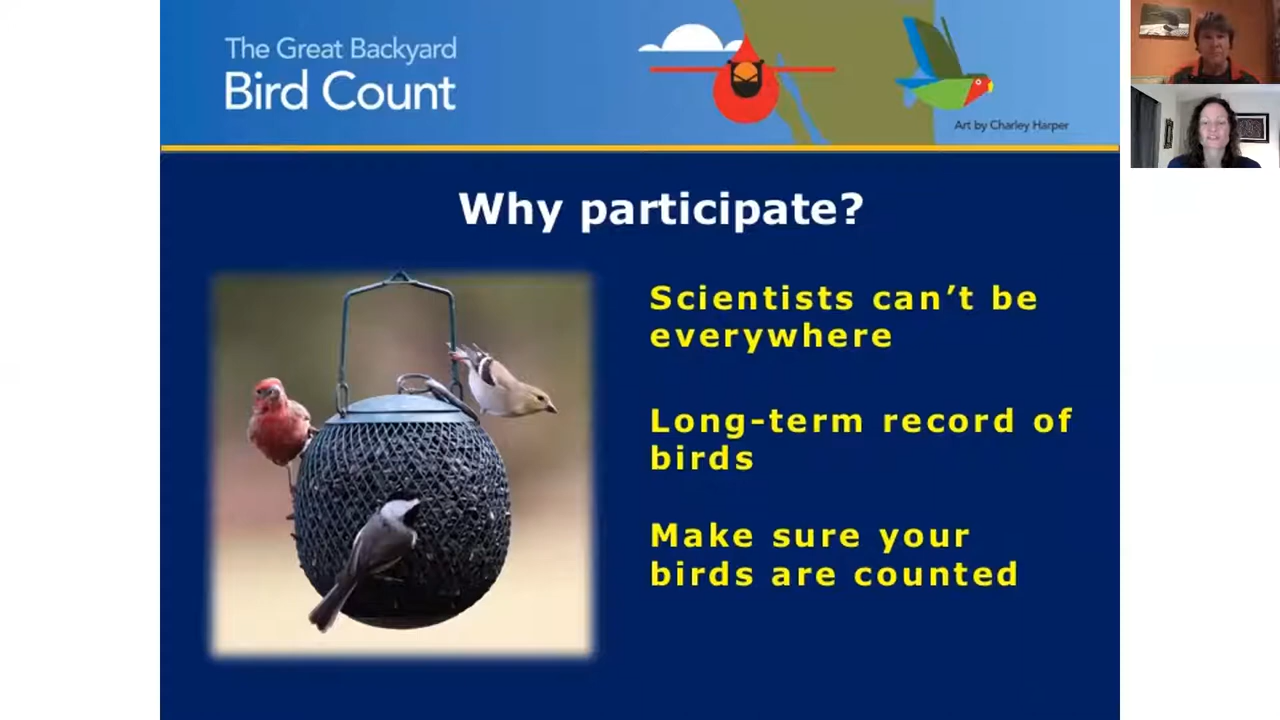 The Great Backyard
Bird Count
Art by Charley Harper
Why participate?
Scientists can’t be
everywhere
Long-term record of
birds
Make sure your
birds are counted